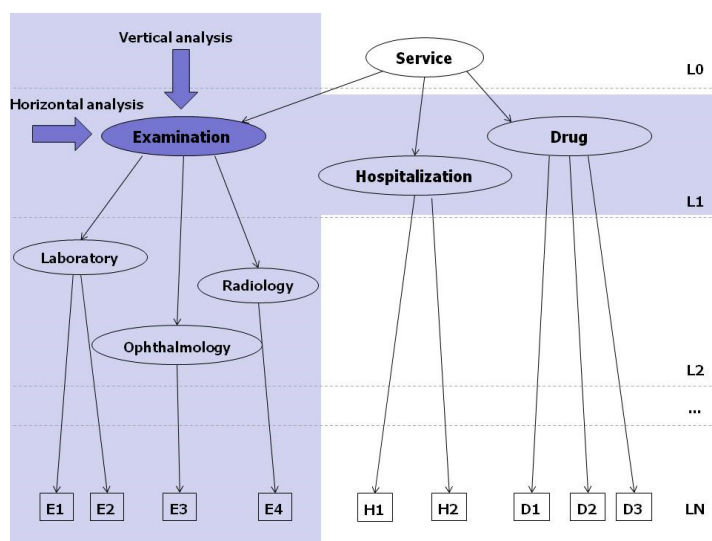 Vertical analysis
Service
L0
Horizontal analysis
Examination
Drug
Hospitalization
L1
Laboratory
Radiology
Ophthalmology
L2
...
E1 E2 E3 E4 H1 H2 D1 D2 D3 LN